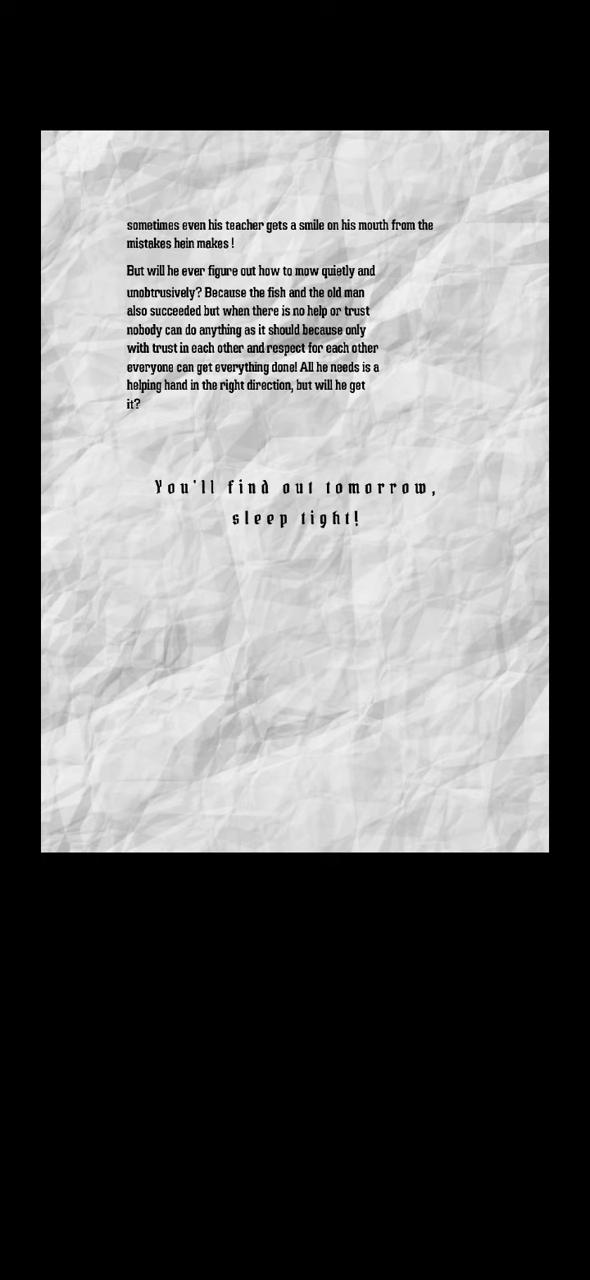 sometimes even his teacher gets a smile on his mouth from the
mistakes hein makes !
But will he ever figure out how to mow quietly and
unobtrusively? Because the fish and the old man
also succeeded but when there is no help or trust
nobody can do anything as it should because only
with trust in each other and respect for each other
everyone can get everything done! All he needs is a
helping hand in the right direction, but will he get
it?
You'll find out tomorrow,
sleep tight!